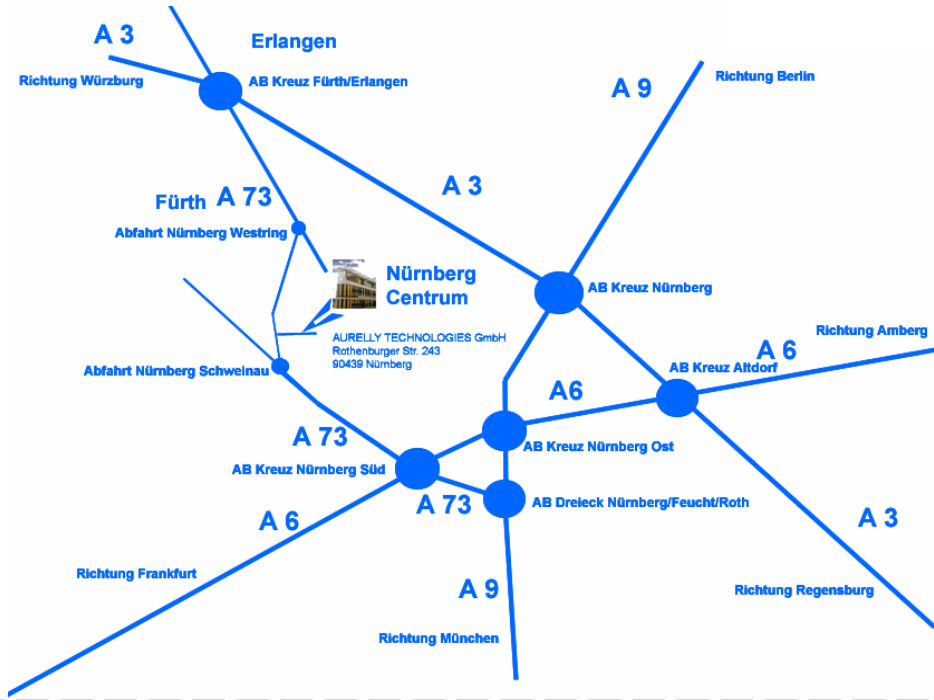 A 3
Erlangen
Richtung Würzburg
AB Kreuz Fürth/Erlangen
A 9
Richtung Berlin
A 3
Fürth A 73
Abfahrt Nürnberg Westring
Nürnberg
Centrum
AB Kreuz Nürnberg
AURELLY TECHNOLOGIES GmbH
Rothenburger Str. 243
90439 Nürnberg
Richtung Amberg
A 6
Abfahrt Nürnberg Schweinau
AB Kreuz Altdorf
A6
A 73
AB Kreuz Nürnberg Ost
AB Kreuz Nürnberg Süd
A 73
AB Dreieck Nürnberg/Feucht/Roth
A 6
A 3
Richtung Frankfurt
A 9
Richtung Regensburg
Richtung München